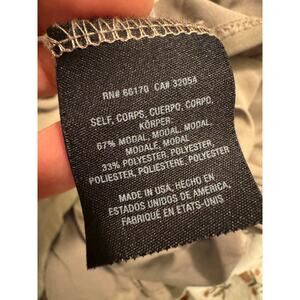 RN# 66170 CA# 32054
SELF, CORPS, CUERPO, CORPO,
KÖRPER:
67% MODAL, MODAL, MODAL,
MODALE, MODAL
33% POLYESTER, POLYESTER,
POLIESTER, POLIESTERE, POLYESTER
MADE IN USA, HECHO EN
ESTADOS UNIDOS DE AMERICA,
FABRIQUÉ EN ETATS-UNIS